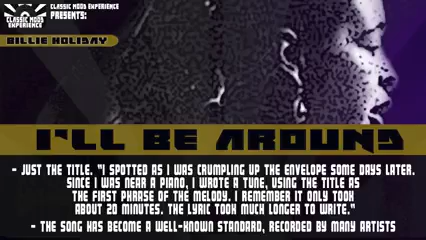 CLASSIC MODS EXPERIENCE
PRESENTS:
CLASSIC MODS
EXPERIENCE
BILLIE HOLIDAY
I'LL BE AROUND
- JUST THE TITLE. "I SPOTTED AS I WAS CRUMPLING UP THE ENVELOPE SOME DAYS LATER.
SINCE I WAS NEAR A PIANO, I WROTE A TUNE, USING THE TITLE AS
THE FIRST PHRASE OF THE MELODY. I REMEMBER IT ONLY TOOK
ABOUT 20 MINUTES. THE LYRIC TOOK MUCH LONGER TO WRITE."
- THE SONG HAS BECOME A WELL-KNOWN STANDARD, RECORDED BY MANY ARTISTS